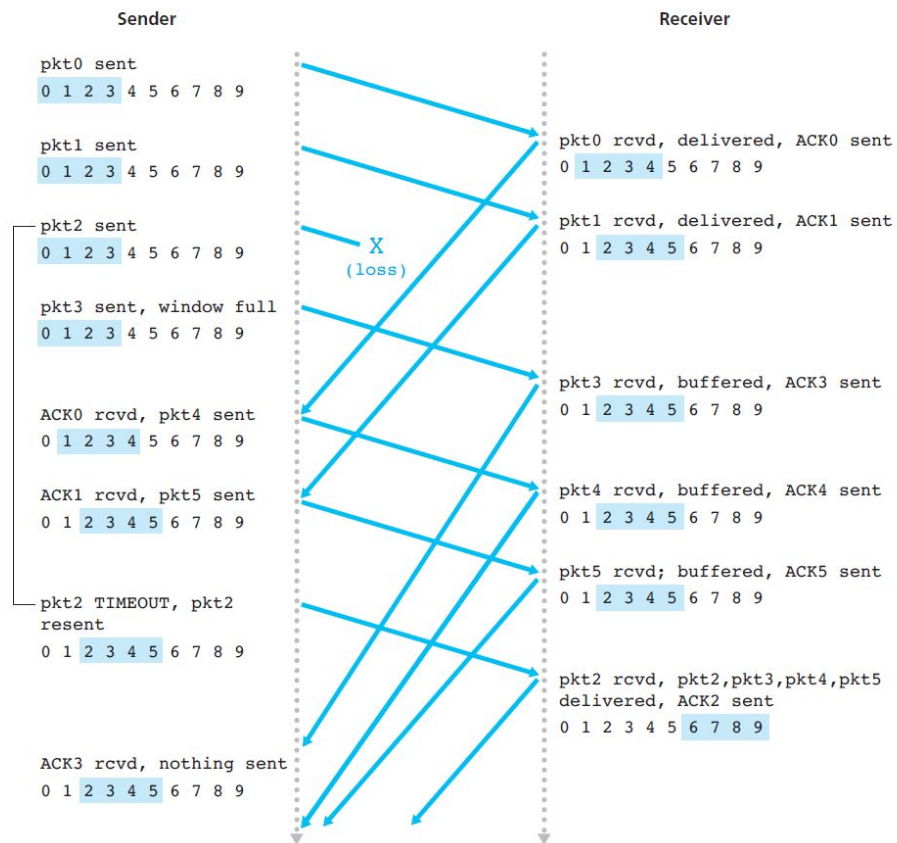 Sender
Receiver
pkt0 sent
0 1 2 3 4 5 6 7 8 9
pkt0 rcvd, delivered, ACK0 sent
0 1 2 3 4 5 6 7 8 9
pkt1 sent
0 1 2 3 4 5 6 7 8 9
pkt1 rcvd, delivered, ACK1 sent
0 1 2 3 4 5 6 7 8 9
pkt2 sent
0 1 2 3 4 5 6 7 8 9
X
(loss)
pkt3 sent, window full
0 1 2 3 4 5 6 7 8 9
pkt3 rcvd, buffered, ACK3 sent
0 1 2 3 4 5 6 7 8 9
ACK0 rcvd, pkt4 sent
0 1 2 3 4 5 6 7 8 9
pkt4 rcvd, buffered, ACK4 sent
0 1 2 3 4 5 6 7 8 9
ACK1 rcvd, pkt5 sent
0 1 2 3 4 5 6 7 8 9
pkt5 rcvd; buffered, ACK5 sent
0 1 2 3 4 5 6 7 8 9
pkt2 TIMEOUT, pkt2
resent
0 1 2 3 4 5 6 7 8 9
pkt2 rcvd, pkt2,pkt3,pkt4,pkt5
delivered, ACK2 sent
0 1 2 3 4 5 6 7 8 9
ACK3 rcvd, nothing sent
0 1 2 3 4 5 6 7 8 9